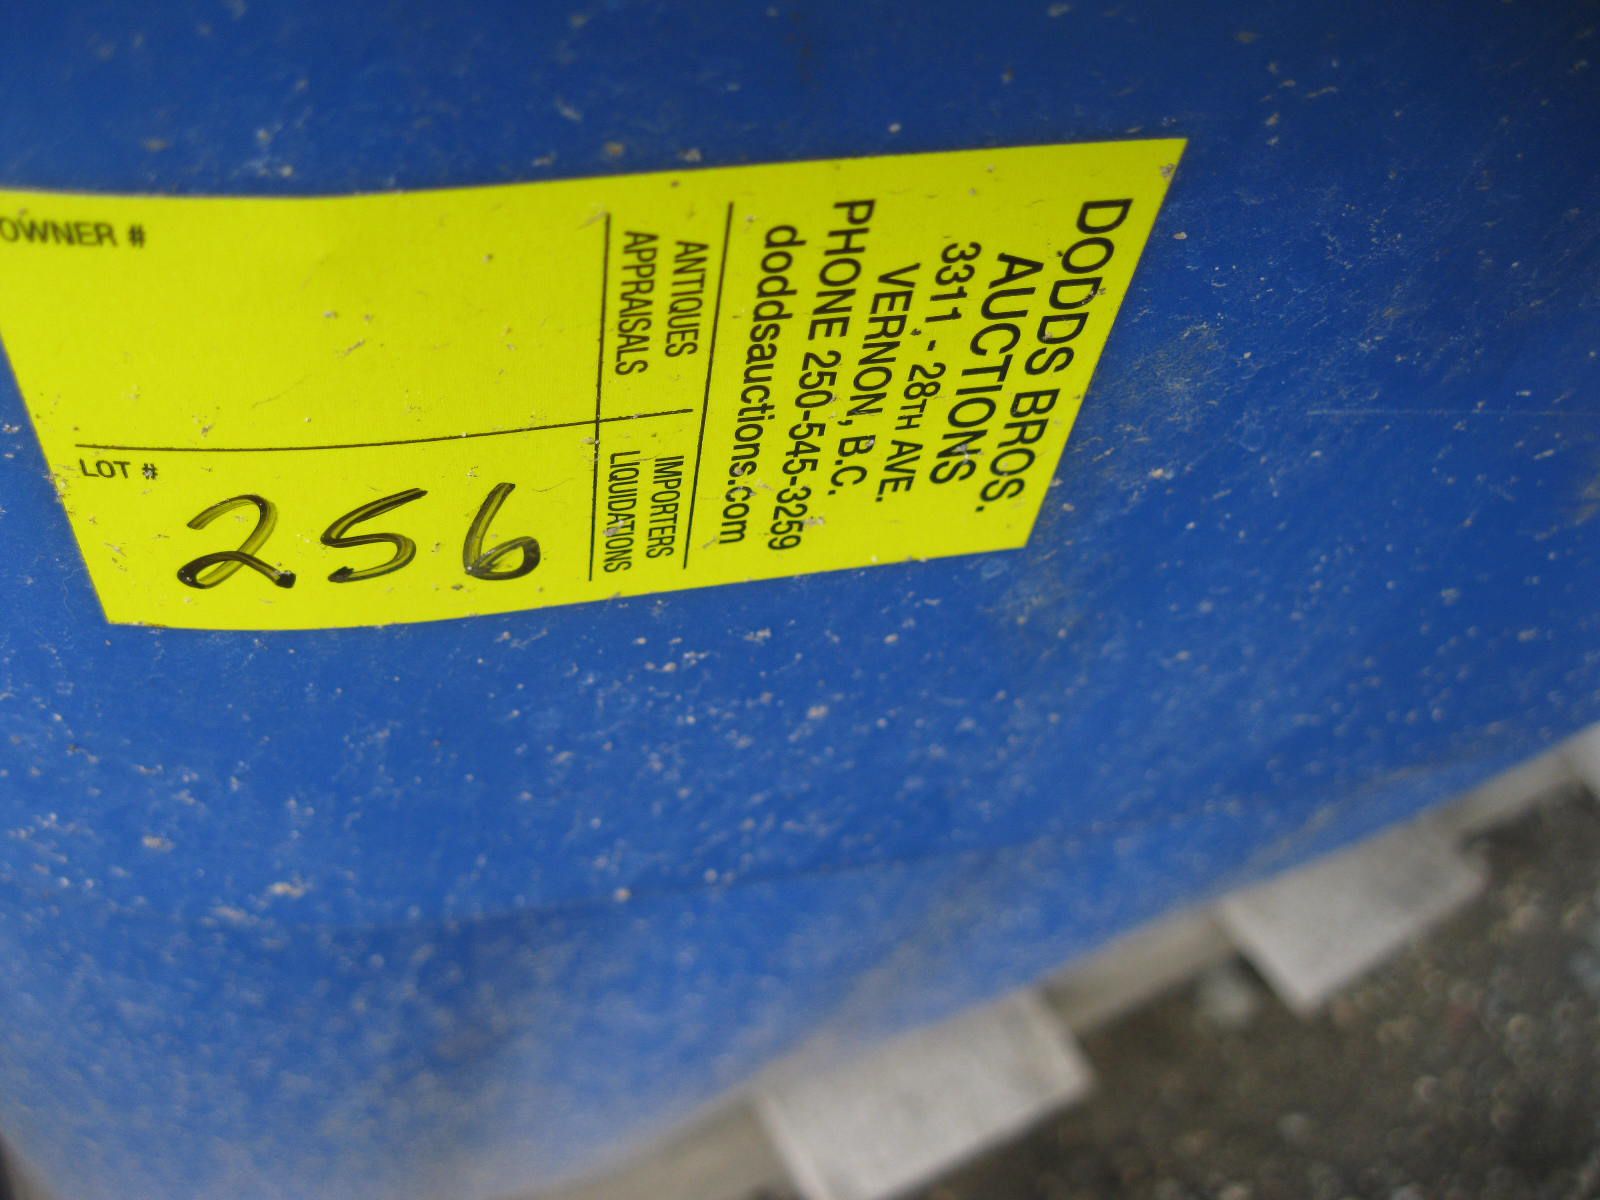 DODDS BROS.
AUCTIONS
3311 - 28TH AVE.
VERNON, B.C.
PHONE 250-545-3259
doddsauctions.com
ANTIQUES IMPORTERS
APPRAISALS LIQUIDATIONS
OWNER #
LOT #
256